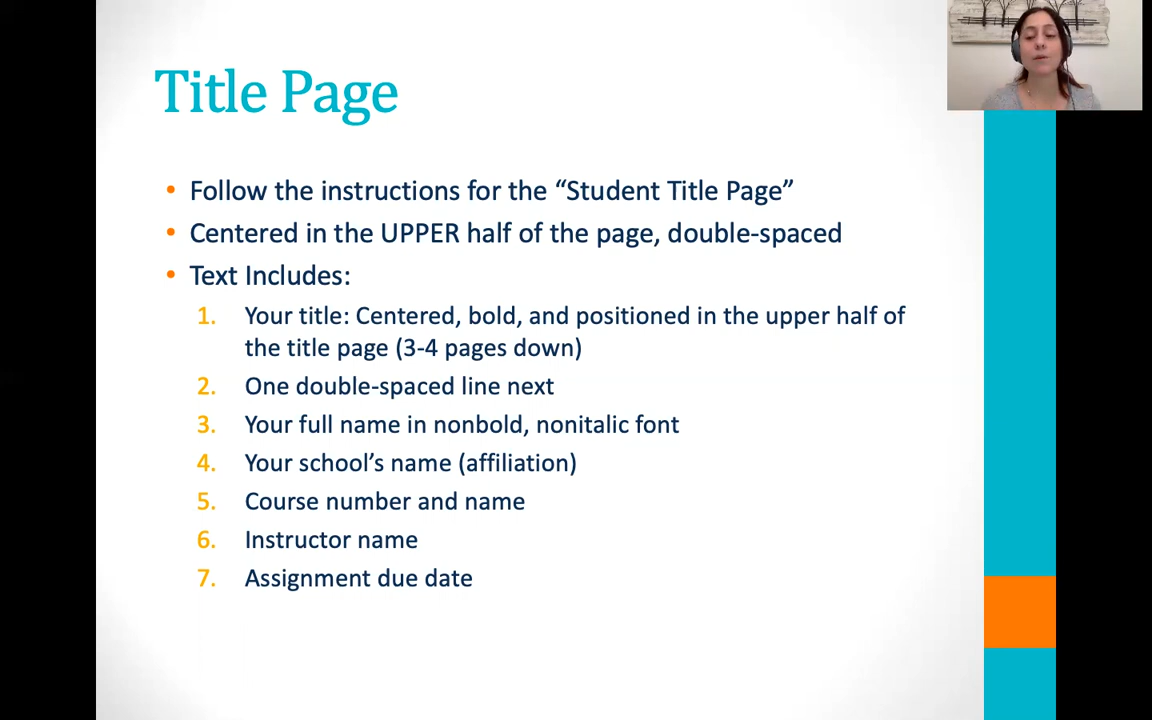 Title Page
• Follow the instructions for the “Student Title Page”
• Centered in the UPPER half of the page, double-spaced
• Text Includes:
1. Your title: Centered, bold, and positioned in the upper half of
the title page (3-4 pages down)
2. One double-spaced line next
3. Your full name in nonbold, nonitalic font
4. Your school’s name (affiliation)
5. Course number and name
6. Instructor name
7. Assignment due date